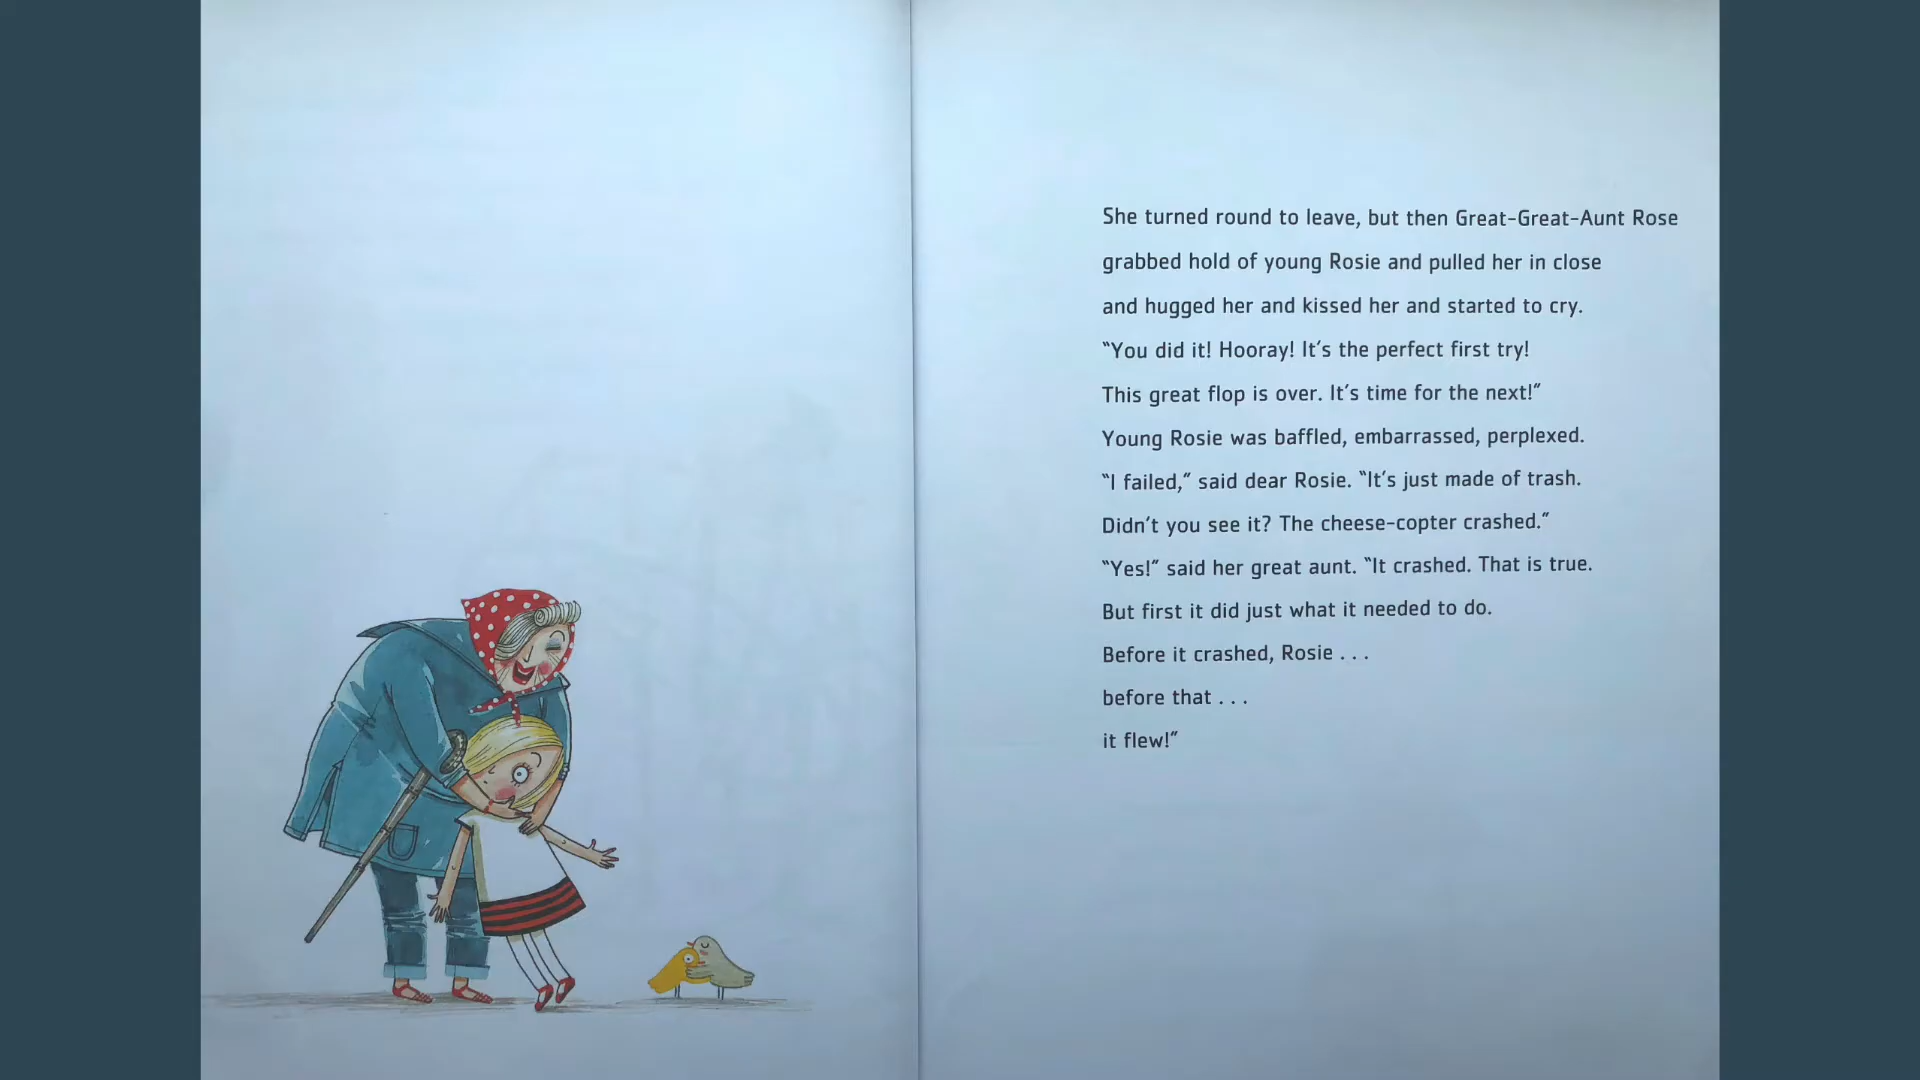 She turned round to leave, but then Great-Great-Aunt Rose
grabbed hold of young Rosie and pulled her in close
and hugged her and kissed her and started to cry.
“You did it! Hooray! It’s the perfect first try!
This great flop is over. It’s time for the next!”
Young Rosie was baffled, embarrassed, perplexed.
“I failed,” said dear Rosie. “It’s just made of trash.
Didn’t you see it? The cheese-copter crashed.”
“Yes!” said her great aunt. “It crashed. That is true.
But first it did just what it needed to do.
Before it crashed, Rosie . . .
before that . . .
it flew!”